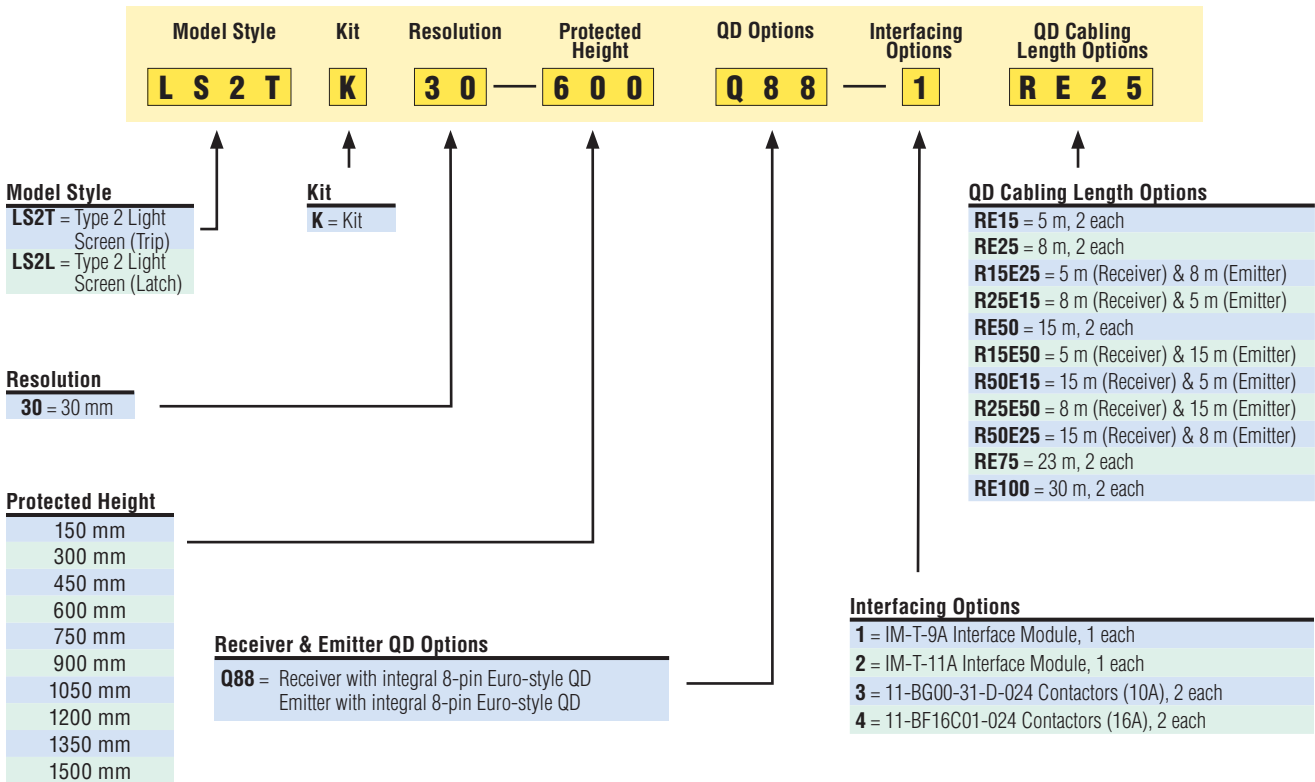 Model Style Kit Resolution Protected Height QD Options Interfacing Options QD Cabling Length Options
L S 2 T K 3 0 — 6 0 0 Q 8 8 — 1 R E 2 5
Model Style
LS2T = Type 2 Light
Screen (Trip)
LS2L = Type 2 Light
Screen (Latch)
Kit
K = Kit
Resolution
30 = 30 mm
Protected Height
150 mm
300 mm
450 mm
600 mm
750 mm
900 mm
1050 mm
1200 mm
1350 mm
1500 mm
Receiver & Emitter QD Options
Q88 = Receiver with integral 8-pin Euro-style QD
Emitter with integral 8-pin Euro-style QD
QD Cabling Length Options
RE15 = 5 m, 2 each
RE25 = 8 m, 2 each
R15E25 = 5 m (Receiver) & 8 m (Emitter)
R25E15 = 8 m (Receiver) & 5 m (Emitter)
RE50 = 15 m, 2 each
R15E50 = 5 m (Receiver) & 15 m (Emitter)
R50E15 = 15 m (Receiver) & 5 m (Emitter)
R25E50 = 8 m (Receiver) & 15 m (Emitter)
R50E25 = 15 m (Receiver) & 8 m (Emitter)
RE75 = 23 m, 2 each
RE100 = 30 m, 2 each
Interfacing Options
1 = IM-T-9A Interface Module, 1 each
2 = IM-T-11A Interface Module, 1 each
3 = 11-BG00-31-D-024 Contactors (10A), 2 each
4 = 11-BF16C01-024 Contactors (16A), 2 each